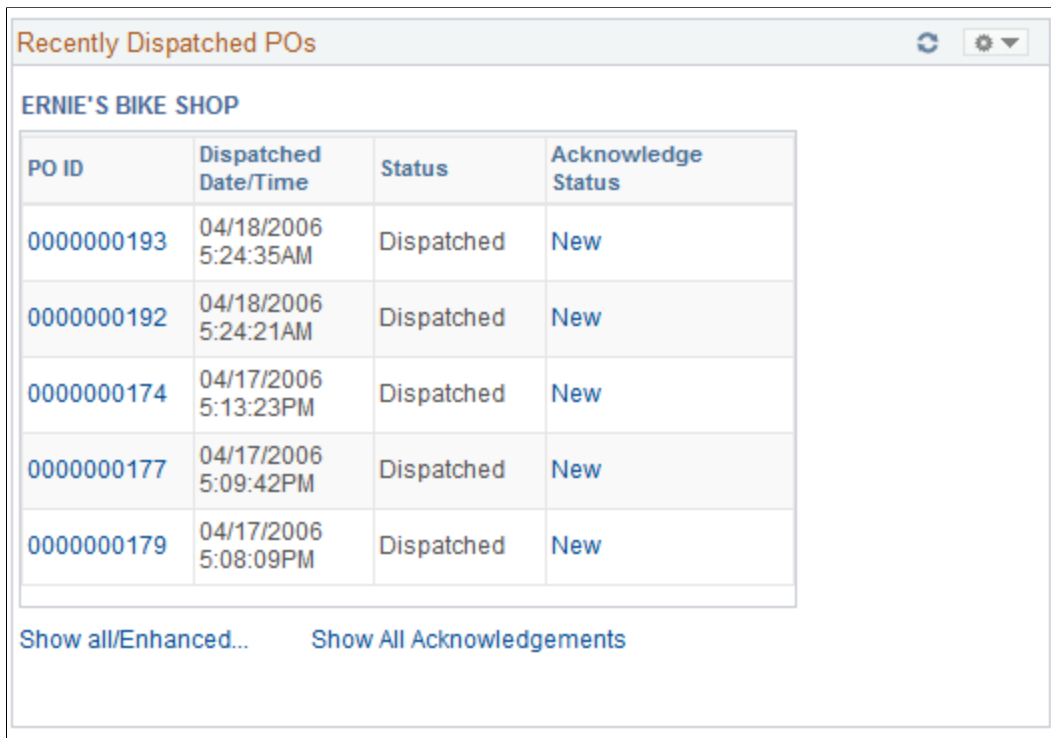 Recently Dispatched POs
ERNIE'S BIKE SHOP
PO ID
Dispatched
Date/Time
Status
Acknowledge
Status
0000000193
04/18/2006
5:24:35AM
Dispatched
New
0000000192
04/18/2006
5:24:21AM
Dispatched
New
0000000174
04/17/2006
5:13:23PM
Dispatched
New
0000000177
04/17/2006
5:09:42PM
Dispatched
New
0000000179
04/17/2006
5:08:09PM
Dispatched
New
Show all/Enhanced...
Show All Acknowledgements